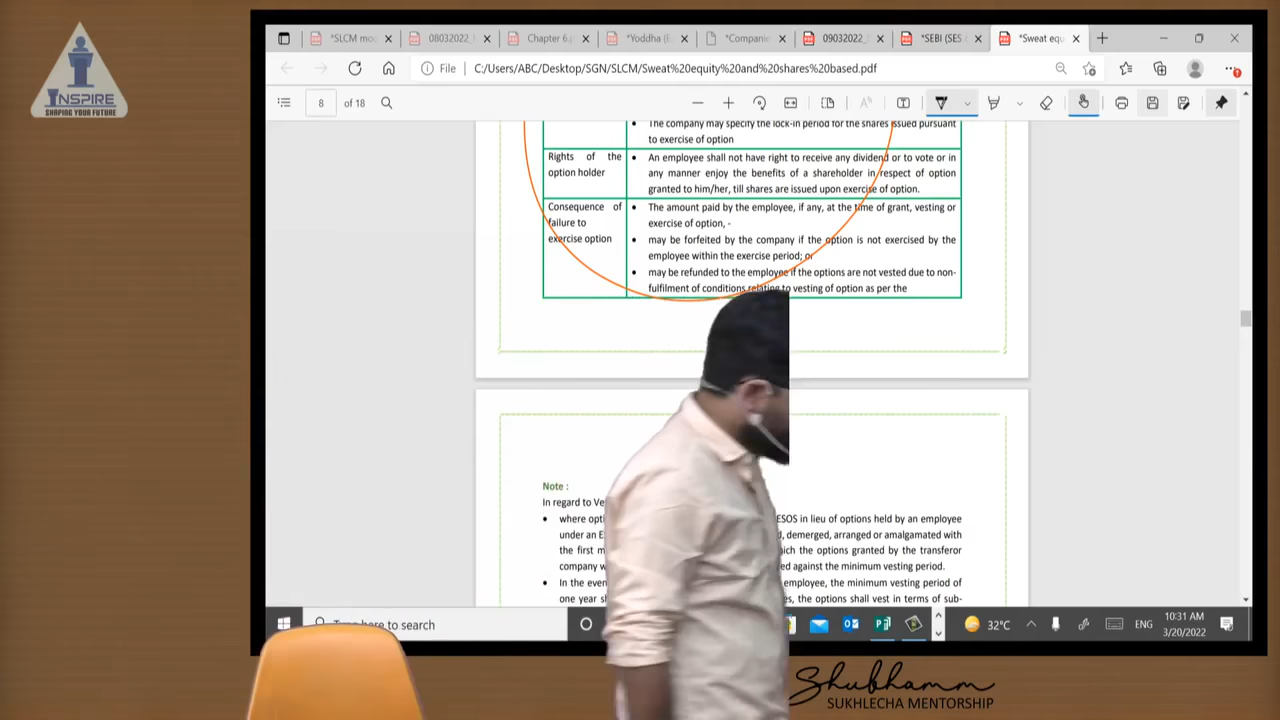 INSPIRE
SHAPING YOUR FUTURE
*SLCM mo
08032022_
Chapter 6.
*Yoddha (
*Companie
09032022_
*SEBI (SES
*Sweat equ
File
C:/Users/ABC/Desktop/SGN/SLCM/Sweat%20equity%20and%20shares%20based.pdf
8 of 18
The company may specify the lock-in period for the shares issued pursuant
to exercise of option
Rights of the
option holder
• An employee shall not have right to receive any dividend or to vote or in
any manner enjoy the benefits of a shareholder in respect of option
granted to him/her, till shares are issued upon exercise of option.
Consequence of
failure to
exercise option
• The amount paid by the employee, if any, at the time of grant, vesting or
exercise of option, -
• may be forfeited by the company if the option is not exercised by the
employee within the exercise period; or
• may be refunded to the employee if the options are not vested due to non-
fulfilment of conditions relating to vesting of option as per the
Note :
In regard to Ve
• where opti ESOS in lieu of options held by an employee
under an E , demerged, arranged or amalgamated with
the first m ich the options granted by the transferor
company w ed against the minimum vesting period.
• In the even employee, the minimum vesting period of
one year sh es, the options shall vest in terms of sub-
here to search
32°C
ENG
10:31 AM
3/20/2022
Shubhamm
SUKHLECHA MENTORSHIP